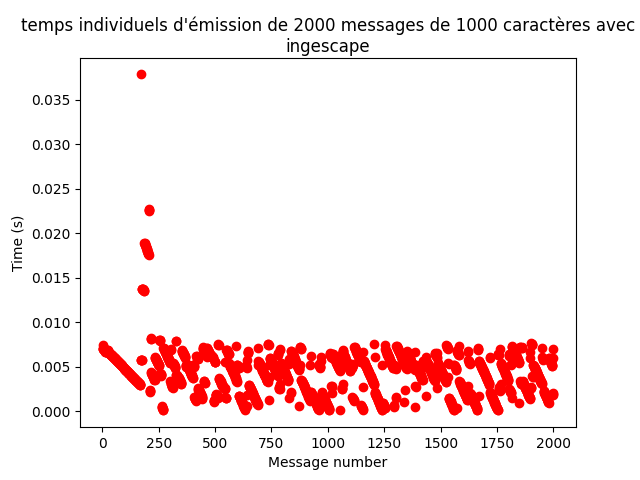 temps individuels d'émission de 2000 messages de 1000 caractères avec
ingescape
0.035
0.030
0.025
0.020
0.015
0.010
0.005
0.000
Time (s)
0 250 500 750 1000 1250 1500 1750 2000
Message number